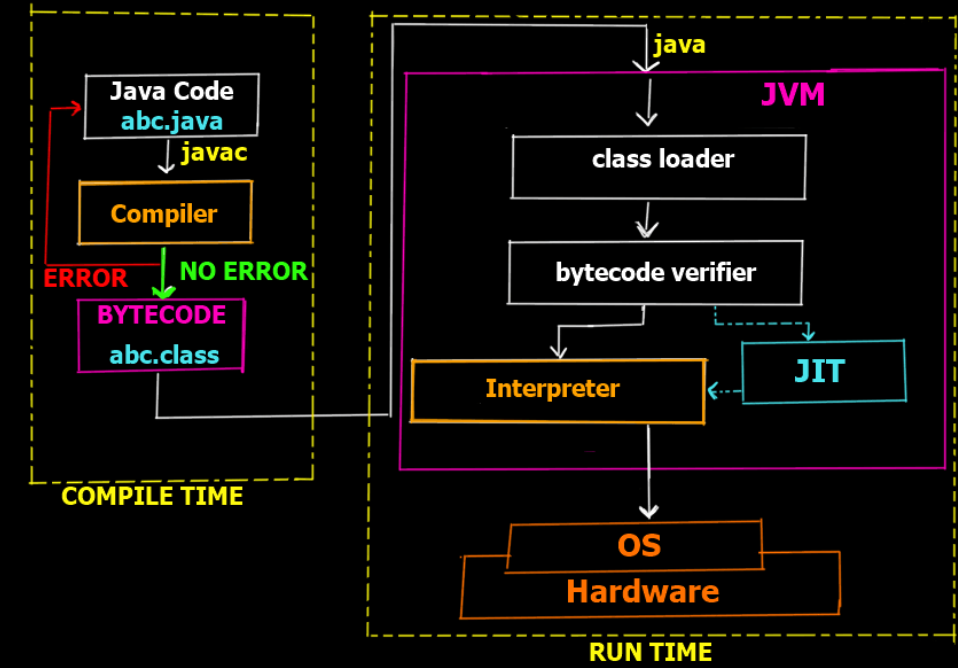 Java Code
abc.java
javac
Compiler
ERROR
NO ERROR
BYTECODE
abc.class
COMPILE TIME
java
JVM
class loader
bytecode verifier
JIT
Interpreter
OS
Hardware
RUN TIME